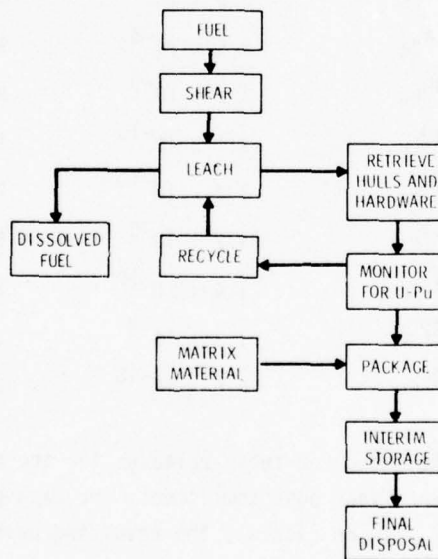 FUEL
SHEAR
LEACH
RETRIEVE
HULLS AND
HARDWARE
DISSOLVED
FUEL
RECYCLE
MONITOR
FOR U-Pu
MATRIX
MATERIAL
PACKAGE
INTERIM
STORAGE
FINAL
DISPOSAL